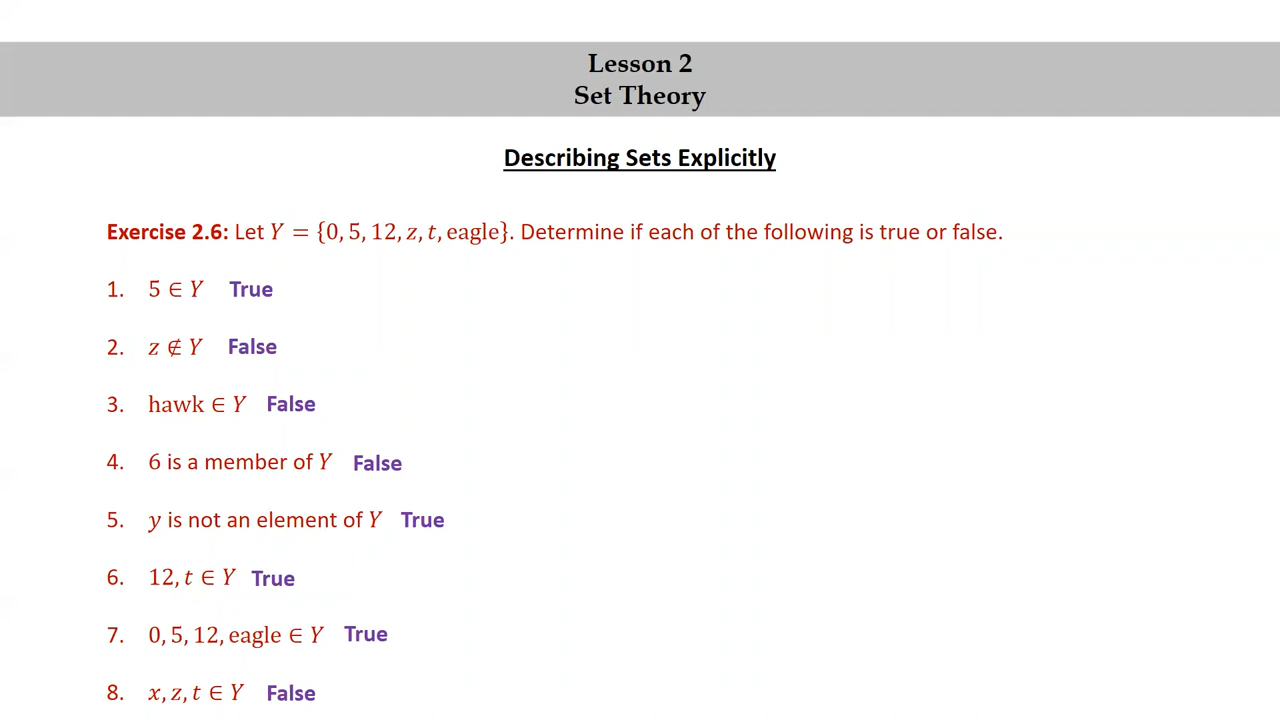 Lesson 2
Set Theory
Describing Sets Explicitly
Exercise 2.6: Let Y = {0, 5, 12, z, t, eagle}. Determine if each of the following is true or false.
1. 5 ∈ Y True
2. z ∉ Y False
3. hawk ∈ Y False
4. 6 is a member of Y False
5. y is not an element of Y True
6. 12, t ∈ Y True
7. 0, 5, 12, eagle ∈ Y True
8. x, z, t ∈ Y False